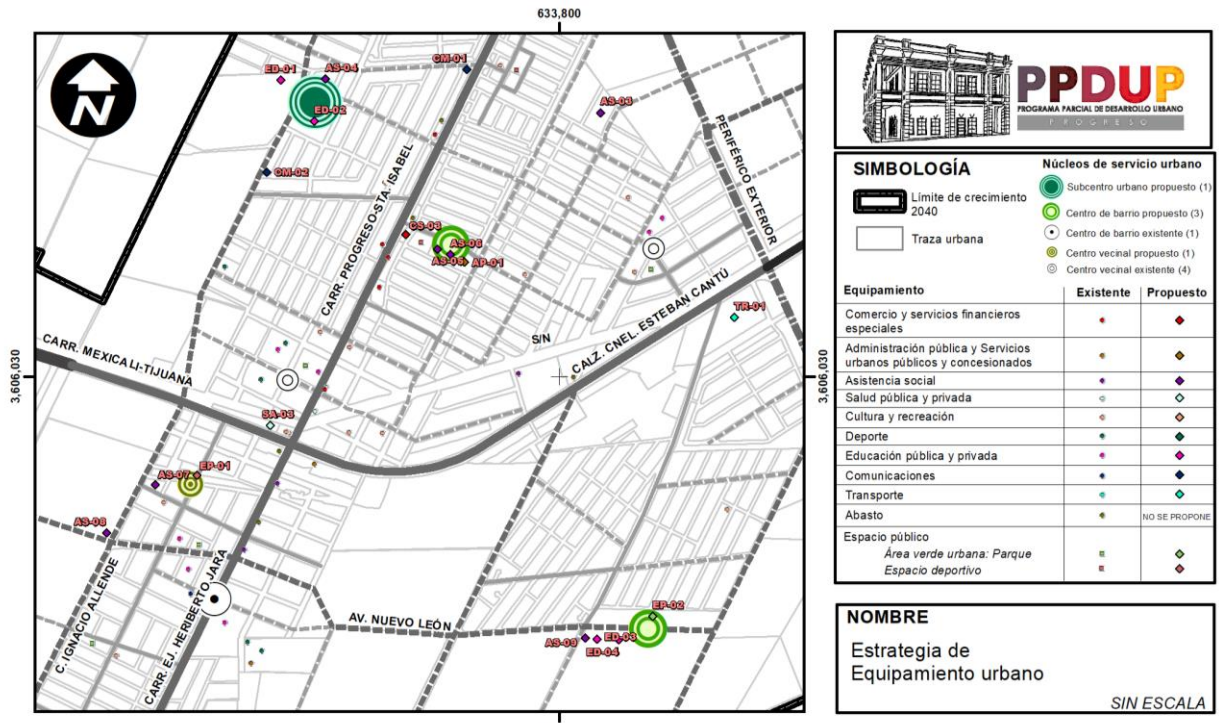 633,800
N
ED-01
AS-04
CM-01
ED-02
AS-05
CM-02
CARR. PROGRESO-STA. ÍSABEL
PERIFÉRICO EXTERIOR
CS-03
AS-06
AP-01
TR-01
S/N
CALZ. CNEL. ESTEBAN CANTÚ
CARR. MEXICALI-TIJUANA
3,606,030
3,606,030
SA-03
AS-07
EP-01
AS-08
C. IGNACIO ALLENDE
CARR. EJ. HERIBERTO JARA
AV. NUEVO LEÓN
EP-02
AS-09
ED-03
ED-04
PPDUP
PROGRAMA PARCIAL DE DESARROLLO URBANO
PROGRESO
SIMBOLOGÍA
Límite de crecimiento
2040
Traza urbana
Núcleos de servicio urbano
Subcentro urbano propuesto (1)
Centro de barrio propuesto (3)
Centro de barrio existente (1)
Centro vecinal propuesto (1)
Centro vecinal existente (4)
Equipamiento Existente Propuesto
Comercio y servicios financieros
especiales
Administración pública y Servicios
urbanos públicos y concesionados
Asistencia social
Salud pública y privada
Cultura y recreación
Deporte
Educación pública y privada
Comunicaciones
Transporte
Abasto NO SE PROPONE
Espacio público
Área verde urbana: Parque
Espacio deportivo
NOMBRE
Estrategia de
Equipamiento urbano
SIN ESCALA